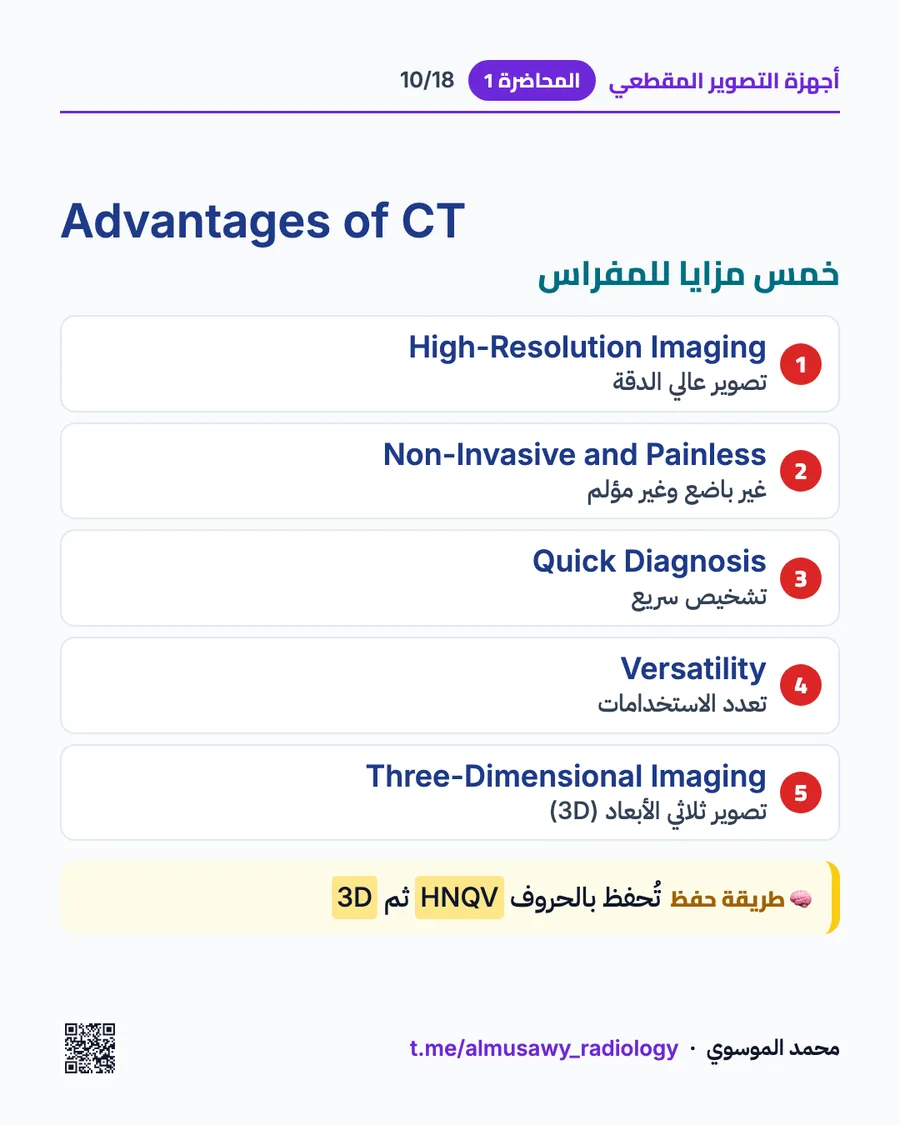 أجهزة التصوير المقطعي المحاضرة 1 10/18
Advantages of CT
خمس مزايا للمفراس
1 High-Resolution Imaging
تصوير عالي الدقة
2 Non-Invasive and Painless
غير باضع وغير مؤلم
3 Quick Diagnosis
تشخيص سريع
4 Versatility
تعدد الاستخدامات
5 Three-Dimensional Imaging
تصوير ثلاثي الأبعاد (3D)
🧠 طريقة حفظ تُحفظ بالحروف HNQV ثم 3D
محمد الموسوي · t.me/almusawy_radiology